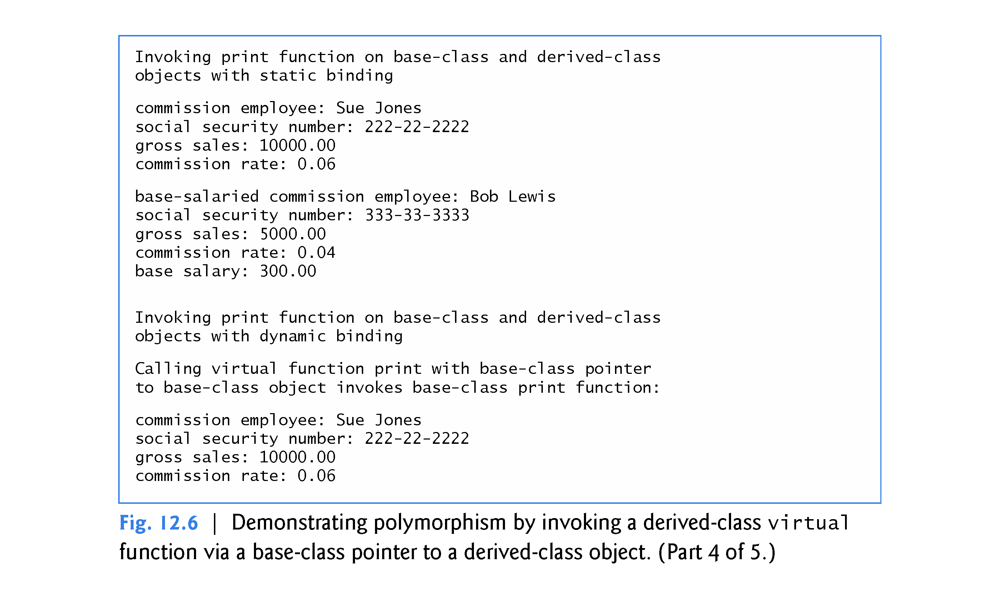 Invoking print function on base-class and derived-class
objects with static binding
commission employee: Sue Jones
social security number: 222-22-2222
gross sales: 10000.00
commission rate: 0.06
base-salaried commission employee: Bob Lewis
social security number: 333-33-3333
gross sales: 5000.00
commission rate: 0.04
base salary: 300.00
Invoking print function on base-class and derived-class
objects with dynamic binding
Calling virtual function print with base-class pointer
to base-class object invokes base-class print function:
commission employee: Sue Jones
social security number: 222-22-2222
gross sales: 10000.00
commission rate: 0.06
Fig. 12.6 | Demonstrating polymorphism by invoking a derived-class virtual
function via a base-class pointer to a derived-class object. (Part 4 of 5.)